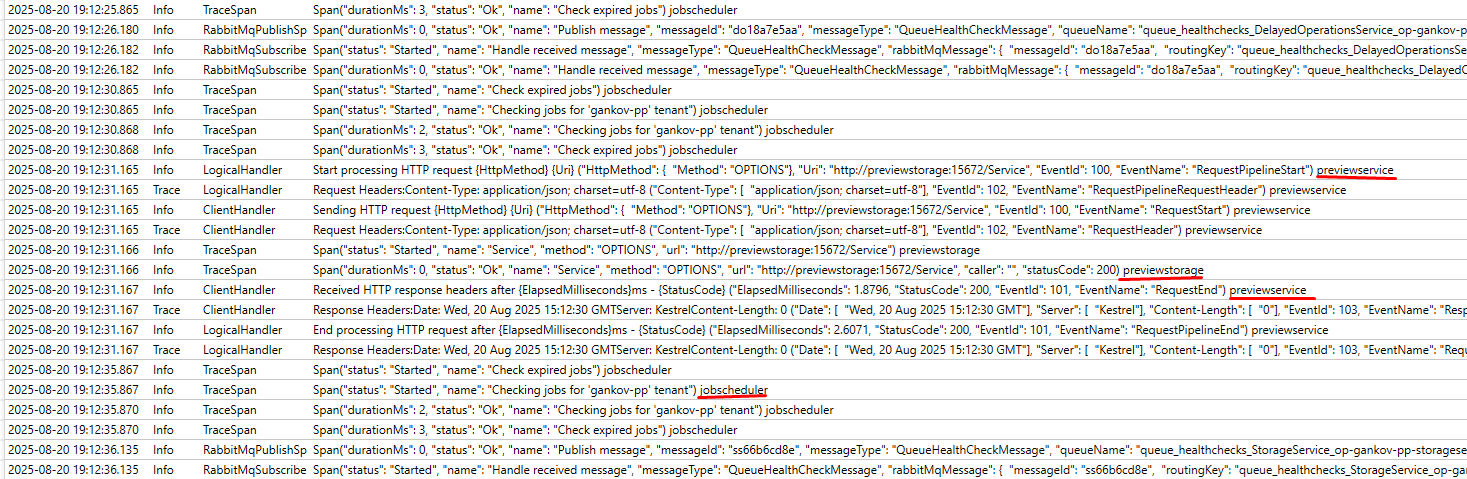 2025-08-20 19:12:25.865 Info TraceSpan Span("durationMs": 3, "status": "Ok", "name": "Check expired jobs") jobscheduler
2025-08-20 19:12:26.180 Info RabbitMqPublishSp Span("durationMs": 0, "status": "Ok", "name": "Publish message", "messageId": "do18a7e5aa", "messageType": "QueueHealthCheckMessage", "queueName": "queue_healthchecks_DelayedOperationsService_op-gankov-p
2025-08-20 19:12:26.182 Info RabbitMqSubscribe Span("status": "Started", "name": "Handle received message", "messageType": "QueueHealthCheckMessage", "rabbitMqMessage": { "messageId": "do18a7e5aa", "routingKey": "queue_healthchecks_DelayedOperationsSe
2025-08-20 19:12:26.182 Info RabbitMqSubscribe Span("durationMs": 0, "status": "Ok", "name": "Handle received message", "messageType": "QueueHealthCheckMessage", "rabbitMqMessage": { "messageId": "do18a7e5aa", "routingKey": "queue_healthchecks_DelayedO
2025-08-20 19:12:30.865 Info TraceSpan Span("status": "Started", "name": "Check expired jobs") jobscheduler
2025-08-20 19:12:30.865 Info TraceSpan Span("status": "Started", "name": "Checking jobs for 'gankov-pp' tenant") jobscheduler
2025-08-20 19:12:30.868 Info TraceSpan Span("durationMs": 2, "status": "Ok", "name": "Checking jobs for 'gankov-pp' tenant") jobscheduler
2025-08-20 19:12:30.868 Info TraceSpan Span("durationMs": 3, "status": "Ok", "name": "Check expired jobs") jobscheduler
2025-08-20 19:12:31.165 Info LogicalHandler Start processing HTTP request {HttpMethod} {Uri} ("HttpMethod": { "Method": "OPTIONS"}, "Uri": "http://previewstorage:15672/Service", "EventId": 100, "EventName": "RequestPipelineStart") previewservice
2025-08-20 19:12:31.165 Trace LogicalHandler Request Headers:Content-Type: application/json; charset=utf-8 ("Content-Type": [ "application/json; charset=utf-8"], "EventId": 102, "EventName": "RequestPipelineRequestHeader") previewservice
2025-08-20 19:12:31.165 Info ClientHandler Sending HTTP request {HttpMethod} {Uri} ("HttpMethod": { "Method": "OPTIONS"}, "Uri": "http://previewstorage:15672/Service", "EventId": 100, "EventName": "RequestStart") previewservice
2025-08-20 19:12:31.165 Trace ClientHandler Request Headers:Content-Type: application/json; charset=utf-8 ("Content-Type": [ "application/json; charset=utf-8"], "EventId": 102, "EventName": "RequestHeader") previewservice
2025-08-20 19:12:31.166 Info TraceSpan Span("status": "Started", "name": "Service", "method": "OPTIONS", "url": "http://previewstorage:15672/Service") previewstorage
2025-08-20 19:12:31.166 Info TraceSpan Span("durationMs": 0, "status": "Ok", "name": "Service", "method": "OPTIONS", "url": "http://previewstorage:15672/Service", "caller": "", "statusCode": 200) previewstorage
2025-08-20 19:12:31.167 Info ClientHandler Received HTTP response headers after {ElapsedMilliseconds}ms - {StatusCode} ("ElapsedMilliseconds": 1.8796, "StatusCode": 200, "EventId": 101, "EventName": "RequestEnd") previewservice
2025-08-20 19:12:31.167 Trace ClientHandler Response Headers:Date: Wed, 20 Aug 2025 15:12:30 GMTServer: KestrelContent-Length: 0 ("Date": [ "Wed, 20 Aug 2025 15:12:30 GMT"], "Server": [ "Kestrel"], "Content-Length": [ "0"], "EventId": 103, "EventName": "Resp
2025-08-20 19:12:31.167 Info LogicalHandler End processing HTTP request after {ElapsedMilliseconds}ms - {StatusCode} ("ElapsedMilliseconds": 2.6071, "StatusCode": 200, "EventId": 101, "EventName": "RequestPipelineEnd") previewservice
2025-08-20 19:12:31.167 Trace LogicalHandler Response Headers:Date: Wed, 20 Aug 2025 15:12:30 GMTServer: KestrelContent-Length: 0 ("Date": [ "Wed, 20 Aug 2025 15:12:30 GMT"], "Server": [ "Kestrel"], "Content-Length": [ "0"], "EventId": 103, "EventName": "Requ
2025-08-20 19:12:35.867 Info TraceSpan Span("status": "Started", "name": "Check expired jobs") jobscheduler
2025-08-20 19:12:35.867 Info TraceSpan Span("status": "Started", "name": "Checking jobs for 'gankov-pp' tenant") jobscheduler
2025-08-20 19:12:35.870 Info TraceSpan Span("durationMs": 2, "status": "Ok", "name": "Checking jobs for 'gankov-pp' tenant") jobscheduler
2025-08-20 19:12:35.870 Info TraceSpan Span("durationMs": 3, "status": "Ok", "name": "Check expired jobs") jobscheduler
2025-08-20 19:12:36.135 Info RabbitMqPublishSp Span("durationMs": 0, "status": "Ok", "name": "Publish message", "messageId": "ss66b6cd8e", "messageType": "QueueHealthCheckMessage", "queueName": "queue_healthchecks_StorageService_op-gankov-pp-storagese
2025-08-20 19:12:36.135 Info RabbitMqSubscribe Span("status": "Started", "name": "Handle received message", "messageType": "QueueHealthCheckMessage", "rabbitMqMessage": { "messageId": "ss66b6cd8e", "routingKey": "queue_healthchecks_StorageService_op-ga